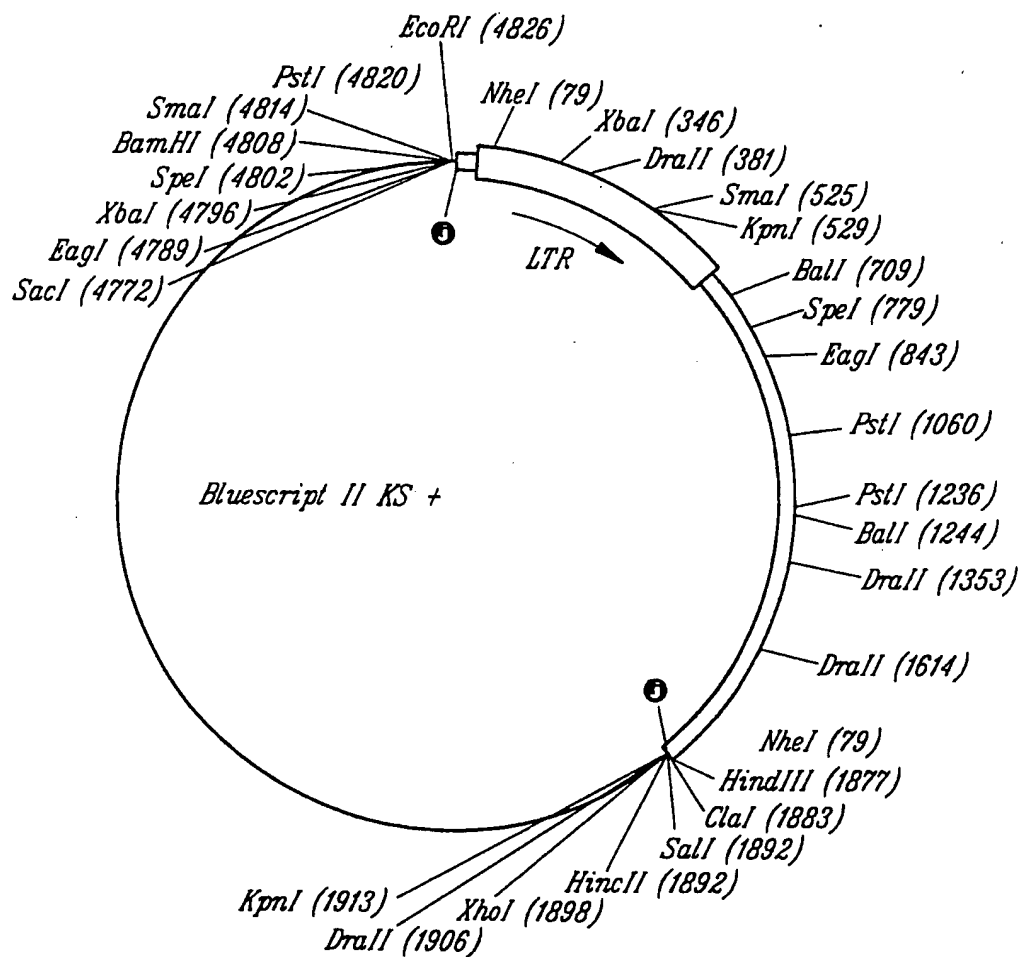 EcoRI (4826)
PstI (4820)
SmaI (4814)
BamHI (4808)
SpeI (4802)
XbaI (4796)
EagI (4789)
SacI (4772)
NheI (79)
XbaI (346)
DraII (381)
SmaI (525)
KpnI (529)
BalI (709)
SpeI (779)
EagI (843)
PstI (1060)
PstI (1236)
BalI (1244)
DraII (1353)
DraII (1614)
j
LTR
Bluescript II KS +
j
NheI (79)
HindIII (1877)
ClaI (1883)
SalI (1892)
HincII (1892)
XhoI (1898)
DraII (1906)
KpnI (1913)